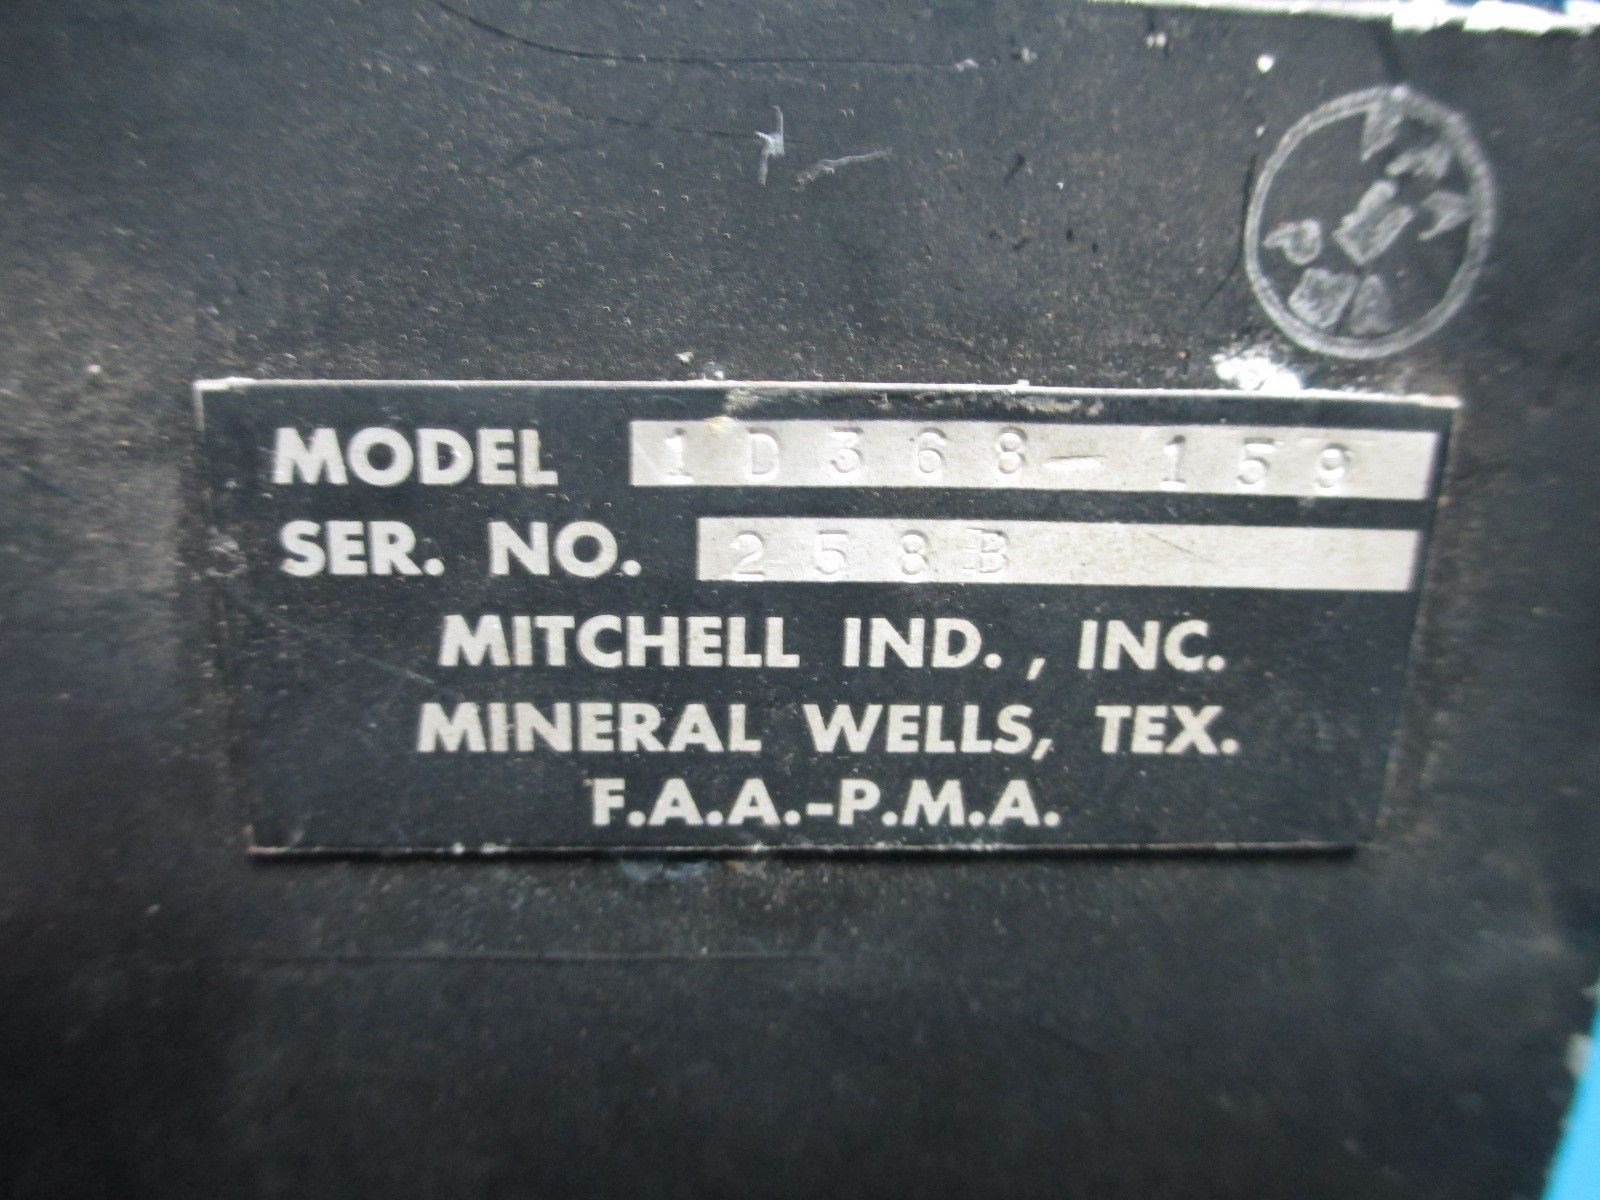 MODEL 1D368-159
SER. NO. 258B
MITCHELL IND., INC.
MINERAL WELLS, TEX.
F.A.A.-P.M.A.